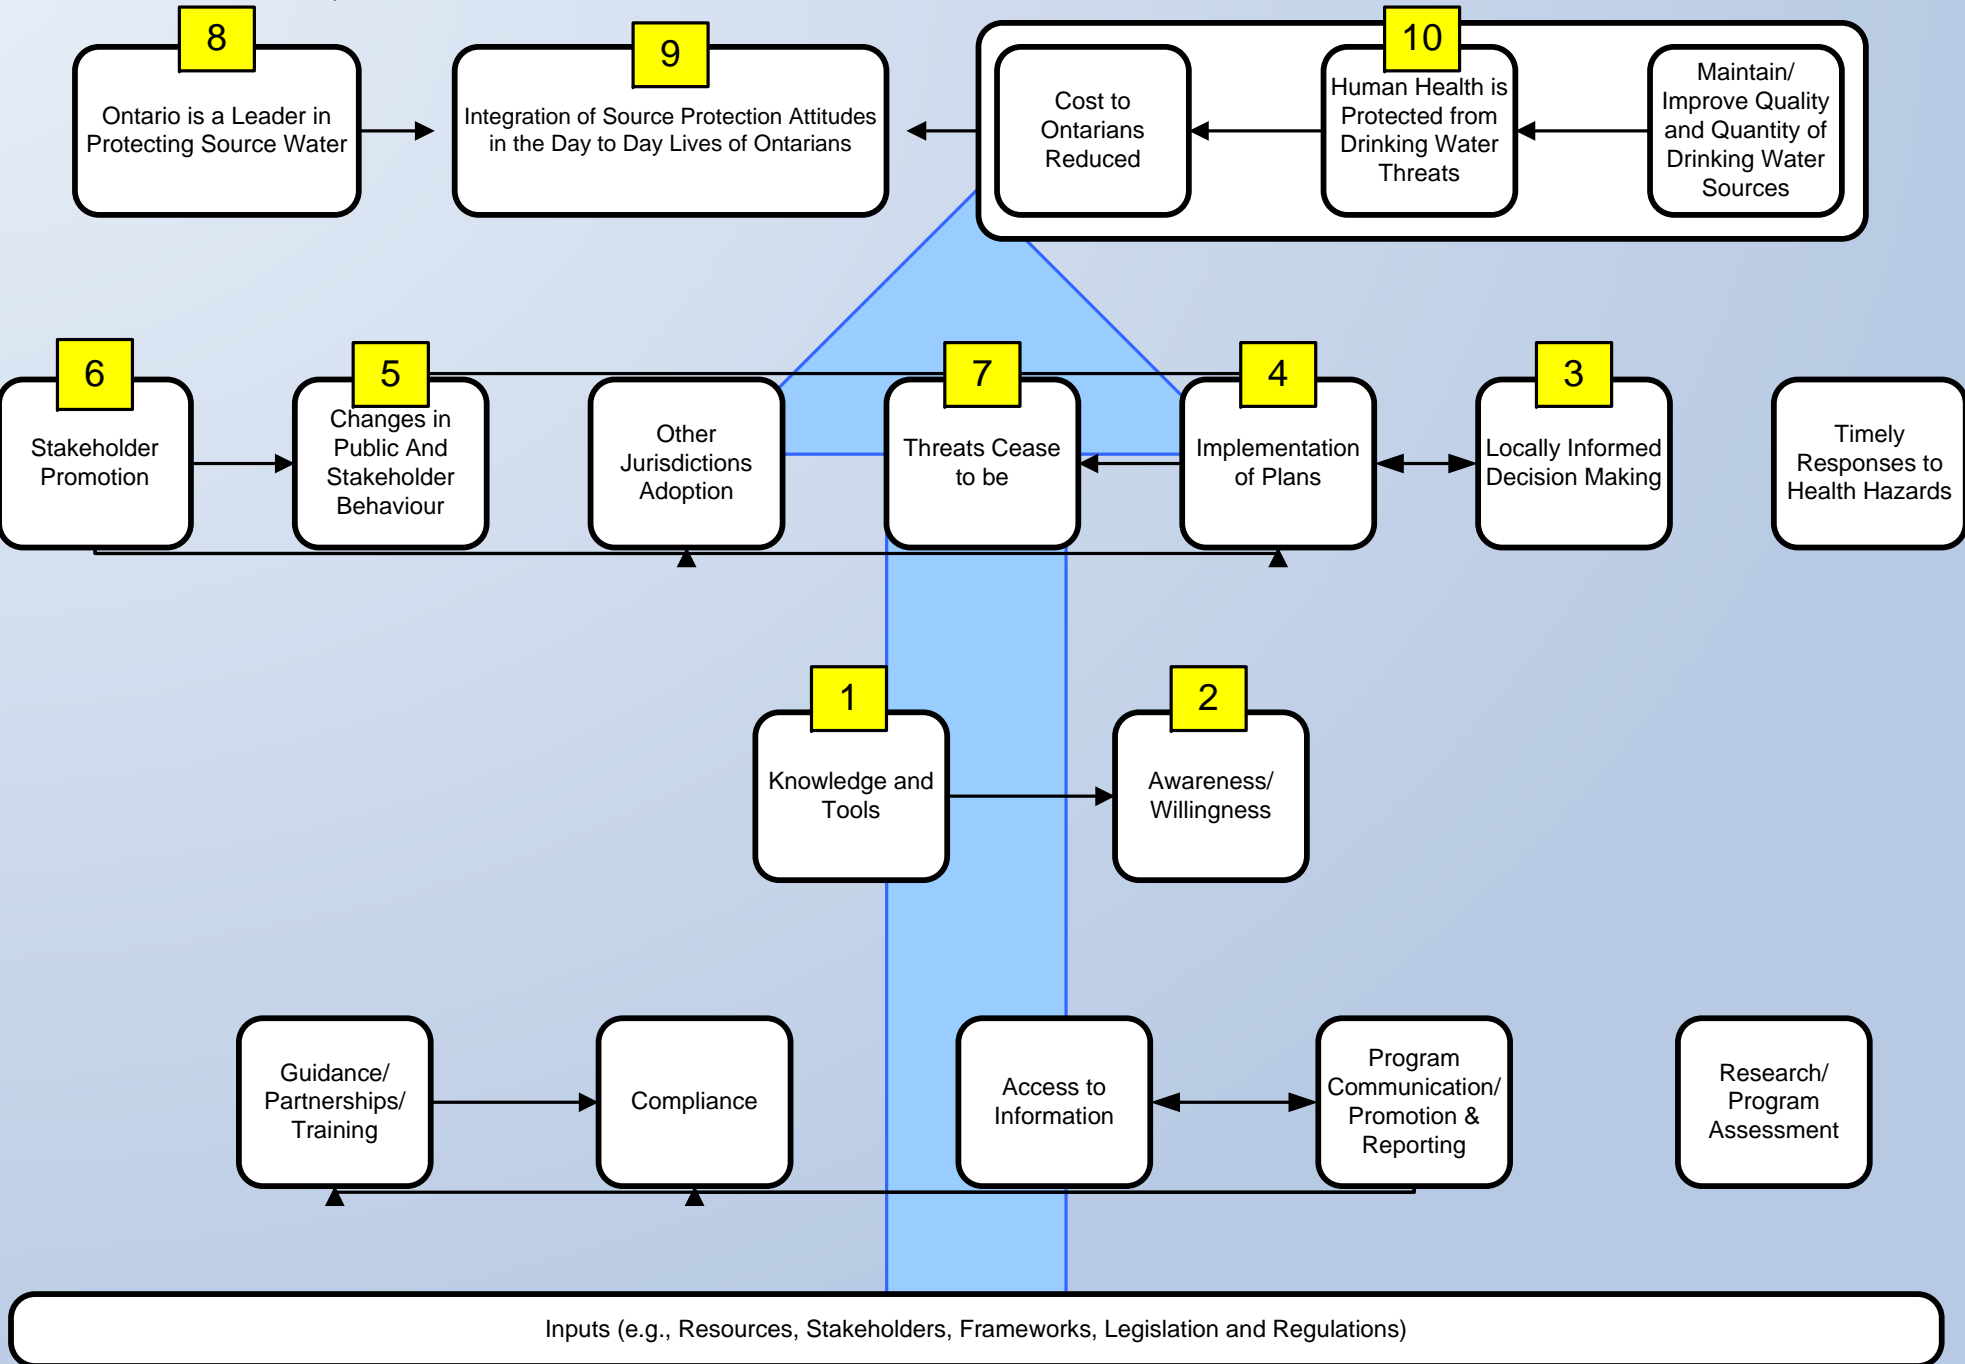 8
Ontario is a Leader in
Protecting Source Water
9
Integration of Source Protection Attitudes
in the Day to Day Lives of Ontarians
Cost to
Ontarians
Reduced
10
Human Health is
Protected from
Drinking Water
Threats
Maintain/
Improve Quality
and Quantity of
Drinking Water
Sources
6
Stakeholder
Promotion
5
Changes in
Public And
Stakeholder
Behaviour
Other
Jurisdictions
Adoption
7
Threats Cease
to be
4
Implementation
of Plans
3
Locally Informed
Decision Making
Timely
Responses to
Health Hazards
1
Knowledge and
Tools
2
Awareness/
Willingness
Guidance/
Partnerships/
Training
Compliance
Access to
Information
Program
Communication/
Promotion &
Reporting
Research/
Program
Assessment
Inputs (e.g., Resources, Stakeholders, Frameworks, Legislation and Regulations)